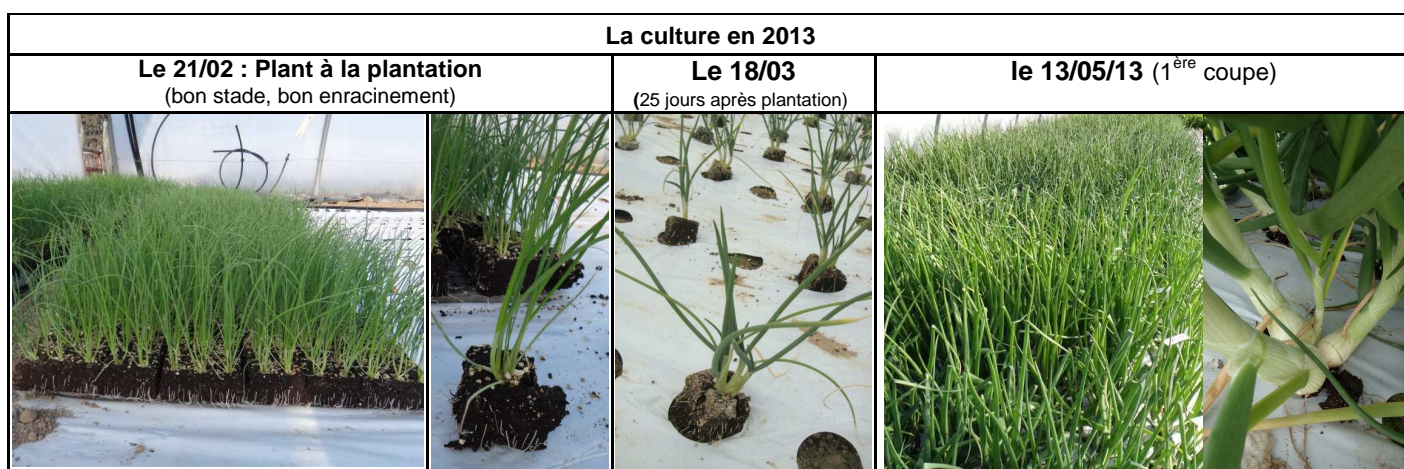 La culture en 2013
Le 21/02 : Plant à la plantation
(bon stade, bon enracinement)
Le 18/03
(25 jours après plantation)
le 13/05/13 (1ère coupe)